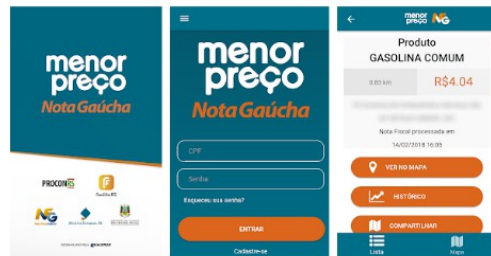 menor
preço
Nota Gaúcha
PROCON RS
NG
menor
preço
Nota Gaúcha
CPF
Senha
Esqueceu sua senha?
ENTRAR
Cadastre-se
menor
preço NG
Produto
GASOLINA COMUM
R$4.04
Nota Fiscal processada em
14/02/2018 16:05
VER NO MAPA
HISTÓRICO
COMPARTILHAR
Lista
Mapa